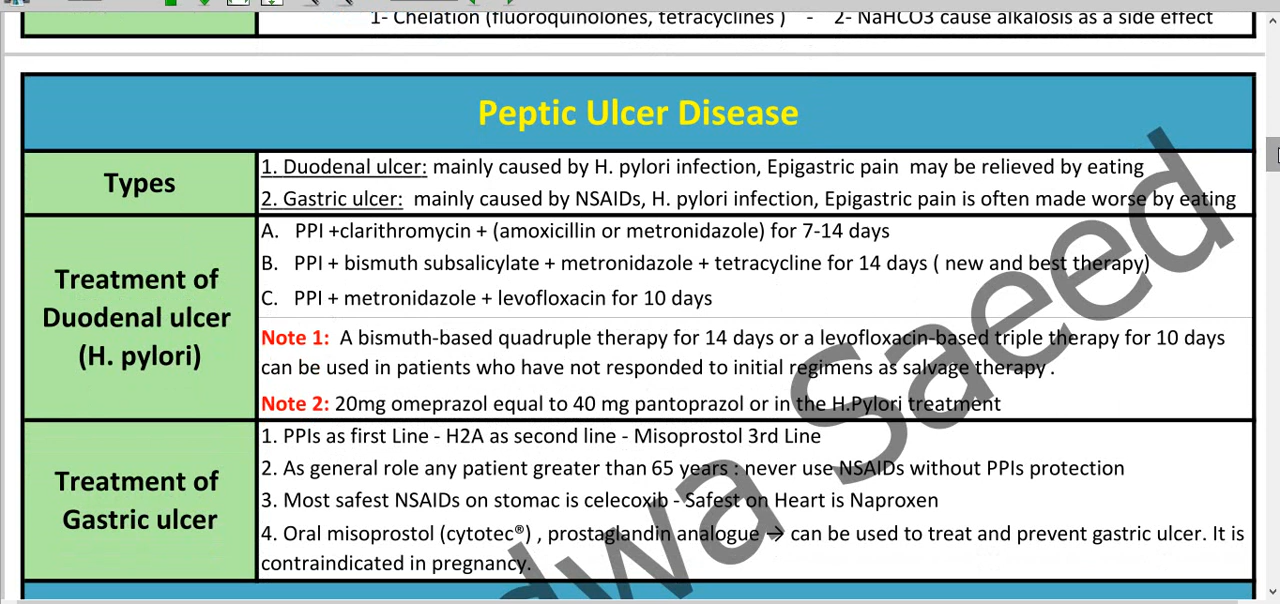 1- Chelation (fluoroquinolones, tetracyclines ) - 2- NaHCO3 cause alkalosis as a side effect
Peptic Ulcer Disease
Types
1. Duodenal ulcer: mainly caused by H. pylori infection, Epigastric pain may be relieved by eating
2. Gastric ulcer: mainly caused by NSAIDs, H. pylori infection, Epigastric pain is often made worse by eating
Treatment of
Duodenal ulcer
(H. pylori)
A. PPI +clarithromycin + (amoxicillin or metronidazole) for 7-14 days
B. PPI + bismuth subsalicylate + metronidazole + tetracycline for 14 days ( new and best therapy)
C. PPI + metronidazole + levofloxacin for 10 days
Note 1: A bismuth-based quadruple therapy for 14 days or a levofloxacin-based triple therapy for 10 days
can be used in patients who have not responded to initial regimens as salvage therapy .
Note 2: 20mg omeprazol equal to 40 mg pantoprazol or in the H.Pylori treatment
Treatment of
Gastric ulcer
1. PPIs as first Line - H2A as second line - Misoprostol 3rd Line
2. As general role any patient greater than 65 years : never use NSAIDs without PPIs protection
3. Most safest NSAIDs on stomac is celecoxib - Safest on Heart is Naproxen
4. Oral misoprostol (cytotec®) , prostaglandin analogue → can be used to treat and prevent gastric ulcer. It is
contraindicated in pregnancy.
dwa Saeed